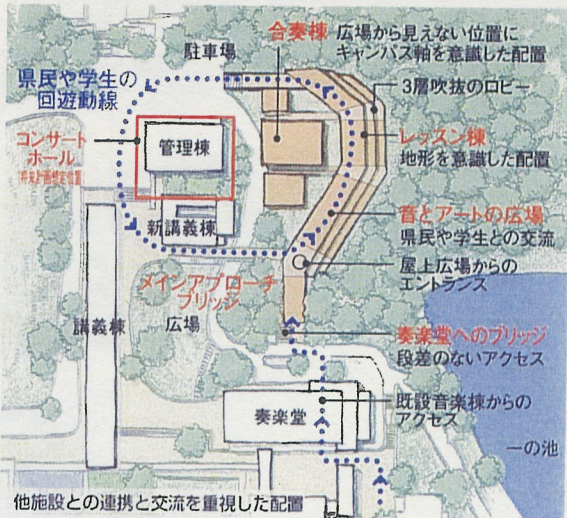 合奏棟 広場から見えない位置に
キャンパス軸を意識した配置
駐車場
県民や学生の
回遊動線
3層吹抜のロビー
コンサート
ホール
管理棟
レッスン棟
地形を意識した配置
音とアートの広場
県民や学生との交流
新講義棟
屋上広場からの
エントランス
メインアプローチ
ブリッジ
講義棟
広場
奏楽堂へのブリッジ
段差のないアクセス
既設音楽棟からの
アクセス
奏楽堂
一の池
他施設との連携と交流を重視した配置